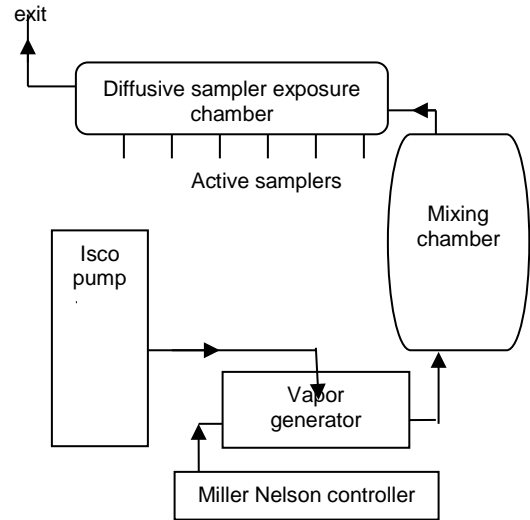 exit
Diffusive sampler exposure
chamber
Active samplers
Mixing
chamber
Isco
pump
Vapor
generator
Miller Nelson controller